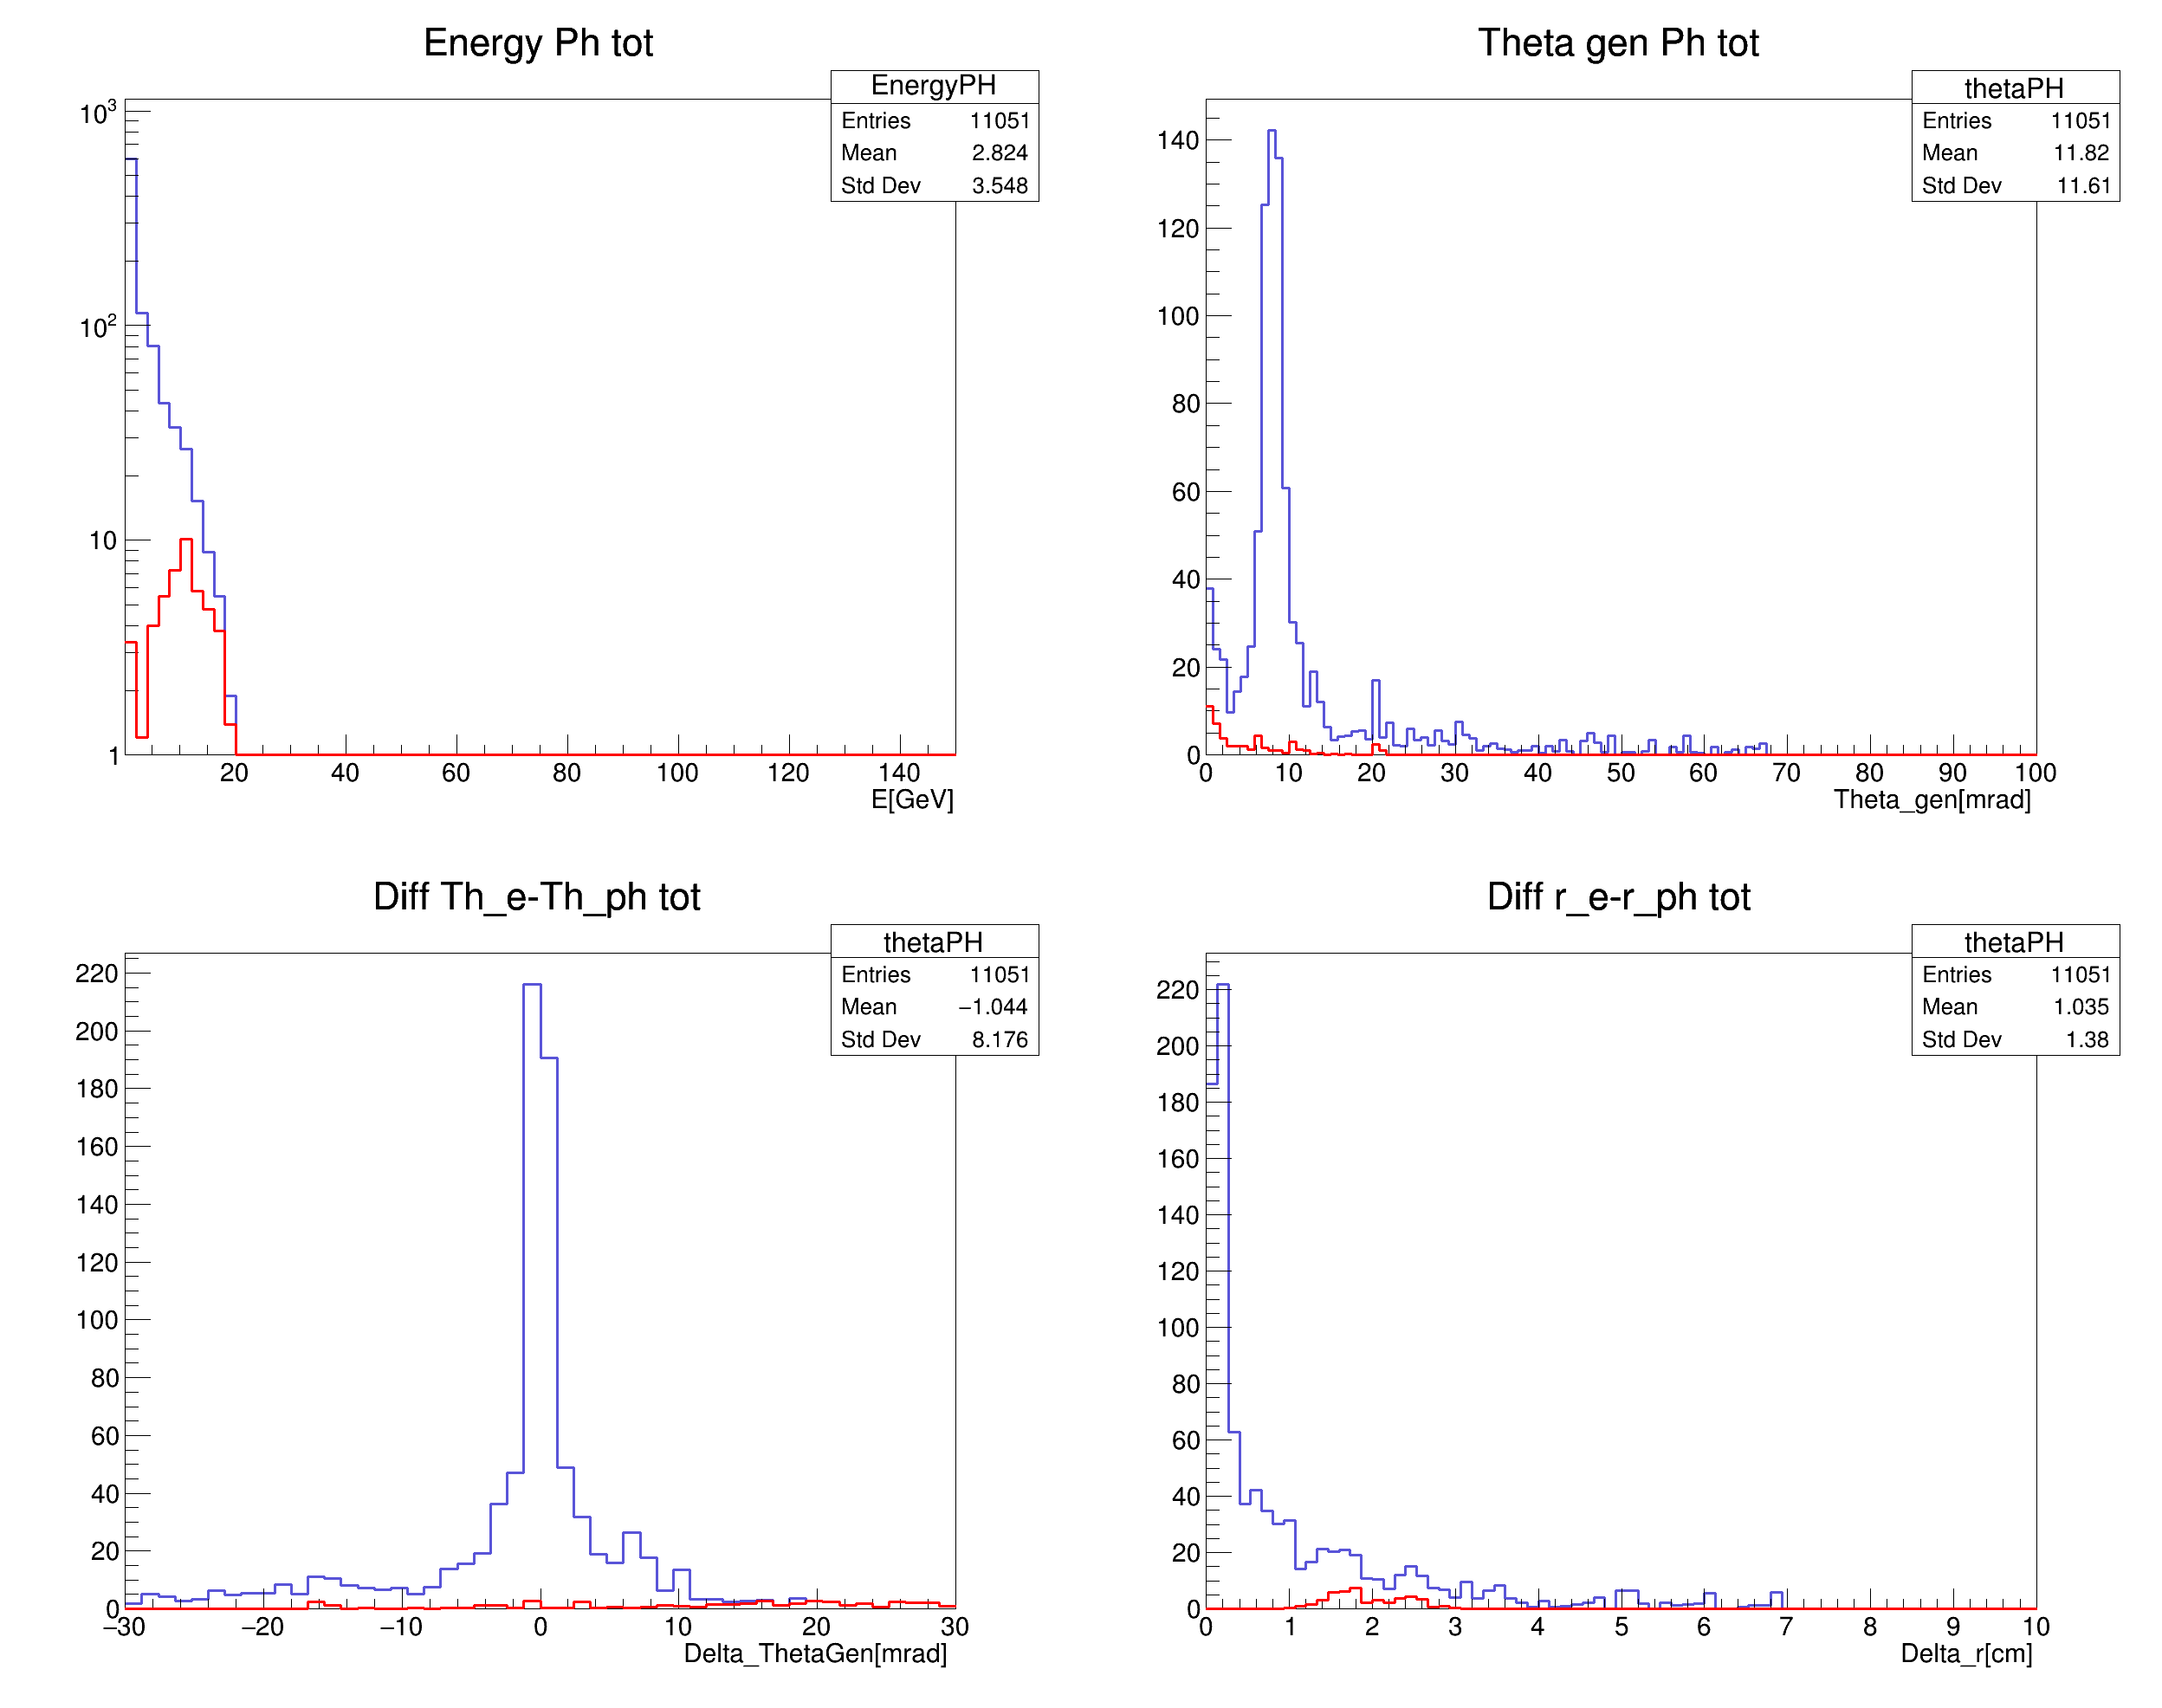 Energy Ph tot
EnergyPH
Entries 11051
Mean 2.824
Std Dev 3.548
10³
10²
10
1
20 40 60 80 100 120 140
E[GeV]
Theta gen Ph tot
thetaPH
Entries 11051
Mean 11.82
Std Dev 11.61
140
120
100
80
60
40
20
0
0 10 20 30 40 50 60 70 80 90 100
Theta_gen[mrad]
Diff Th_e-Th_ph tot
thetaPH
Entries 11051
Mean −1.044
Std Dev 8.176
220
200
180
160
140
120
100
80
60
40
20
0
−30 −20 −10 0 10 20 30
Delta_ThetaGen[mrad]
Diff r_e-r_ph tot
thetaPH
Entries 11051
Mean 1.035
Std Dev 1.38
220
200
180
160
140
120
100
80
60
40
20
0
0 1 2 3 4 5 6 7 8 9 10
Delta_r[cm]